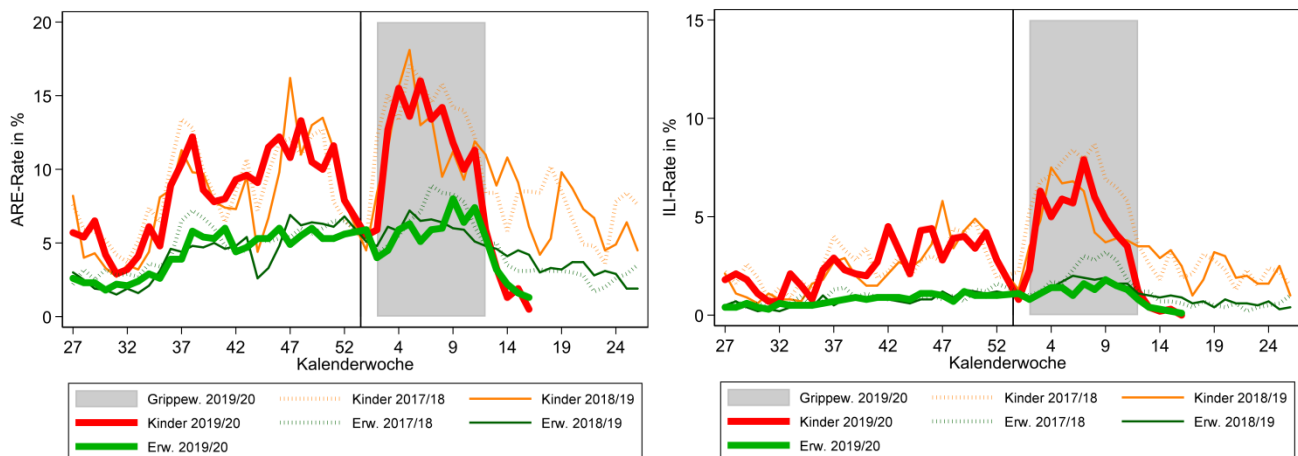 20
15
10
5
0
ARE-Rate in %
27 32 37 42 47 52 4 9 14 19 24
Kalenderwoche
Grippew. 2019/20 Kinder 2017/18 Kinder 2018/19
Kinder 2019/20 Erw. 2017/18 Erw. 2018/19
Erw. 2019/20
15
10
5
0
ILI-Rate in %
27 32 37 42 47 52 4 9 14 19 24
Kalenderwoche
Grippew. 2019/20 Kinder 2017/18 Kinder 2018/19
Kinder 2019/20 Erw. 2017/18 Erw. 2018/19
Erw. 2019/20